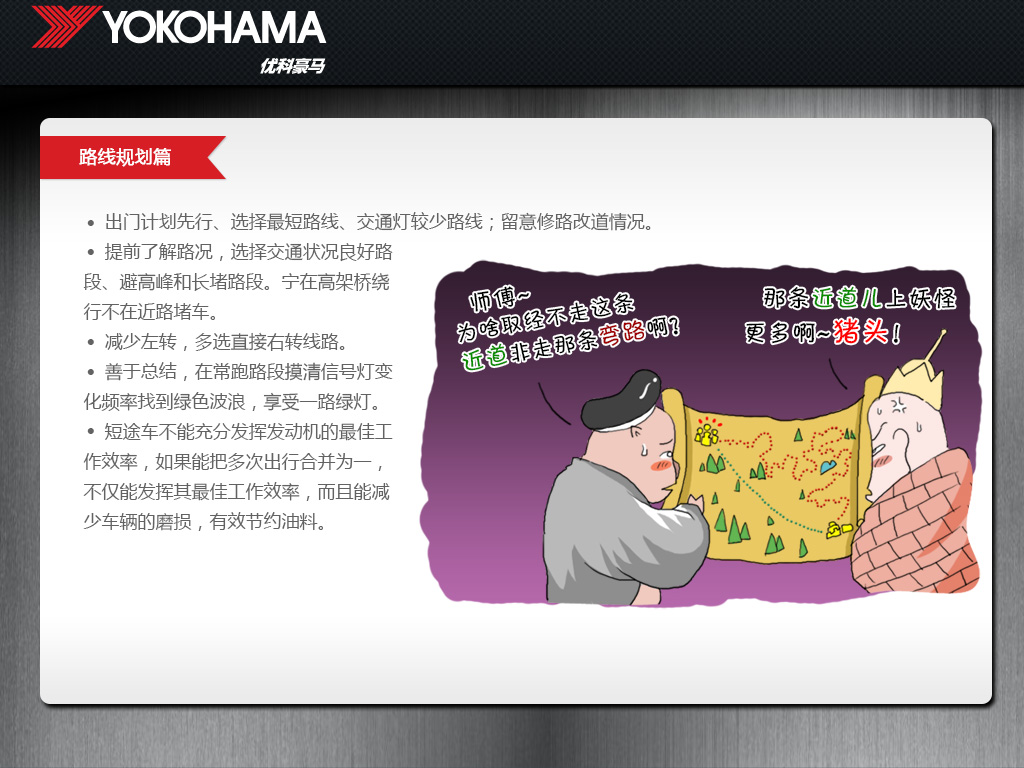 YOKOHAMA
优科豪马
路线规划篇
• 出门计划先行、选择最短路线、交通灯较少路线；留意修路改道情况。
• 提前了解路况，选择交通状况良好路
段、避高峰和长堵路段。宁在高架桥绕
行不在近路堵车。
• 减少左转，多选直接右转线路。
• 善于总结，在常跑路段摸清信号灯变
化频率找到绿色波浪，享受一路绿灯。
• 短途车不能充分发挥发动机的最佳工
作效率，如果能把多次出行合并为一，
不仅能发挥其最佳工作效率，而且能减
少车辆的磨损，有效节约油料。
师傅~
为啥取经不走这条
近道非走那条弯路啊?
那条近道儿上妖怪
更多啊~猪头!